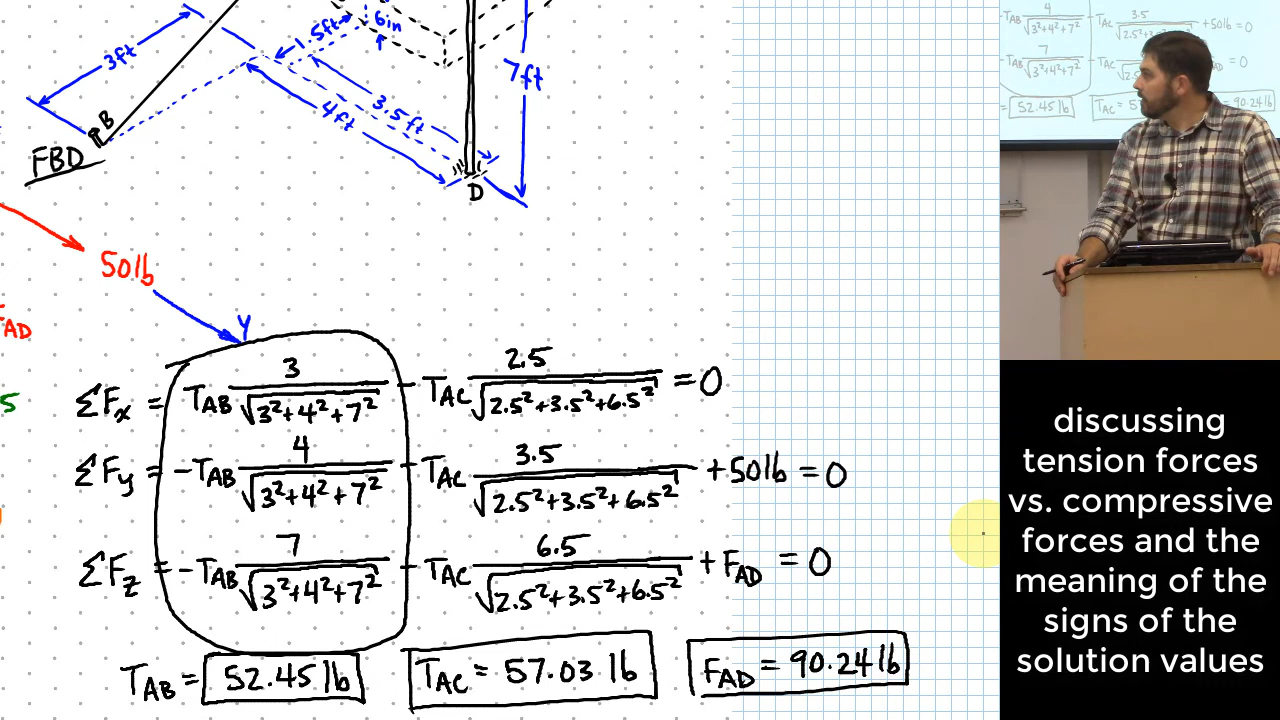 3ft
1.5ft
6in
3.5 ft
4ft
7ft
B
FBD
D
50lb
Y
AD
5
ΣFx = TAB 3/√(3²+4²+7²) - TAC 2.5/√(2.5²+3.5²+6.5²) = 0
ΣFy = -TAB 4/√(3²+4²+7²) - TAC 3.5/√(2.5²+3.5²+6.5²) + 50lb = 0
ΣFz = -TAB 7/√(3²+4²+7²) - TAC 6.5/√(2.5²+3.5²+6.5²) + FAD = 0
TAB = 52.45 lb TAC = 57.03 lb FAD = 90.24 lb
discussing
tension forces
vs. compressive
forces and the
meaning of the
signs of the
solution values